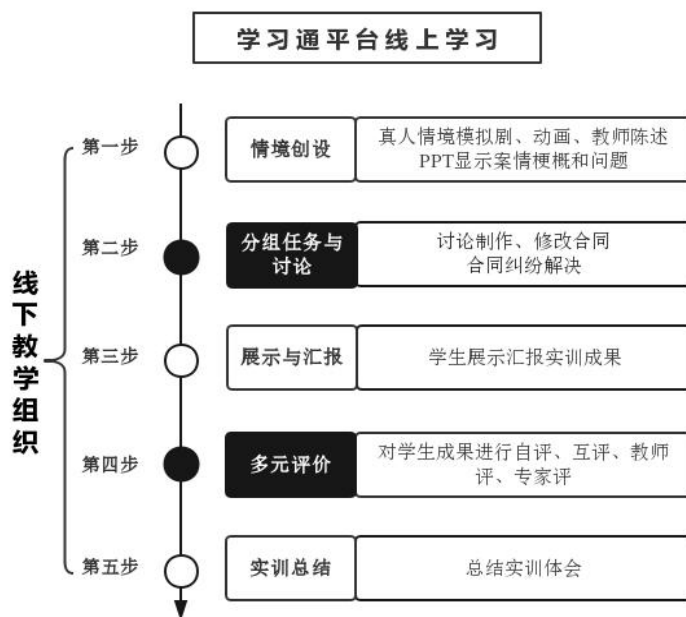 学习通平台线上学习
线下教学组织
第一步
情境创设
真人情境模拟剧、动画、教师陈述
PPT显示案情梗概和问题
第二步
分组任务与
讨论
讨论制作、修改合同
合同纠纷解决
第三步
展示与汇报
学生展示汇报实训成果
第四步
多元评价
对学生成果进行自评、互评、教师
评、专家评
第五步
实训总结
总结实训体会